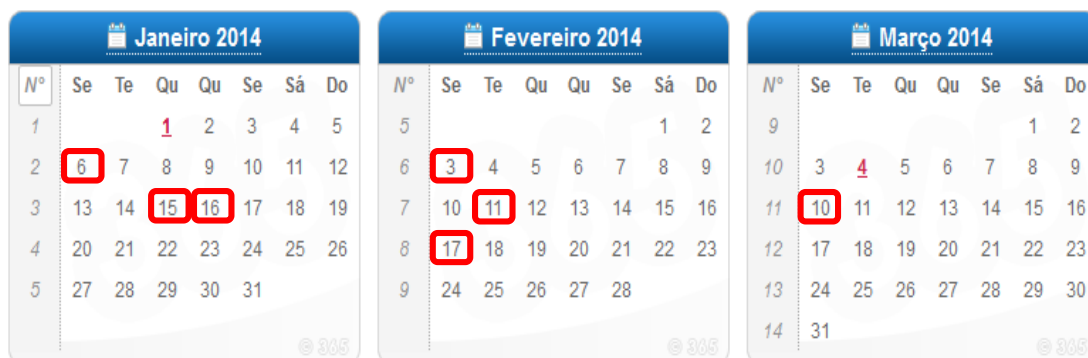 Janeiro 2014
Nº Se Te Qu Qu Se Sá Do
1 1 2 3 4 5
2 6 7 8 9 10 11 12
3 13 14 15 16 17 18 19
4 20 21 22 23 24 25 26
5 27 28 29 30 31
© 365
Fevereiro 2014
Nº Se Te Qu Qu Se Sá Do
5 1 2
6 3 4 5 6 7 8 9
7 10 11 12 13 14 15 16
8 17 18 19 20 21 22 23
9 24 25 26 27 28
© 365
Março 2014
Nº Se Te Qu Qu Se Sá Do
9 1 2
10 3 4 5 6 7 8 9
11 10 11 12 13 14 15 16
12 17 18 19 20 21 22 23
13 24 25 26 27 28 29 30
14 31
© 365